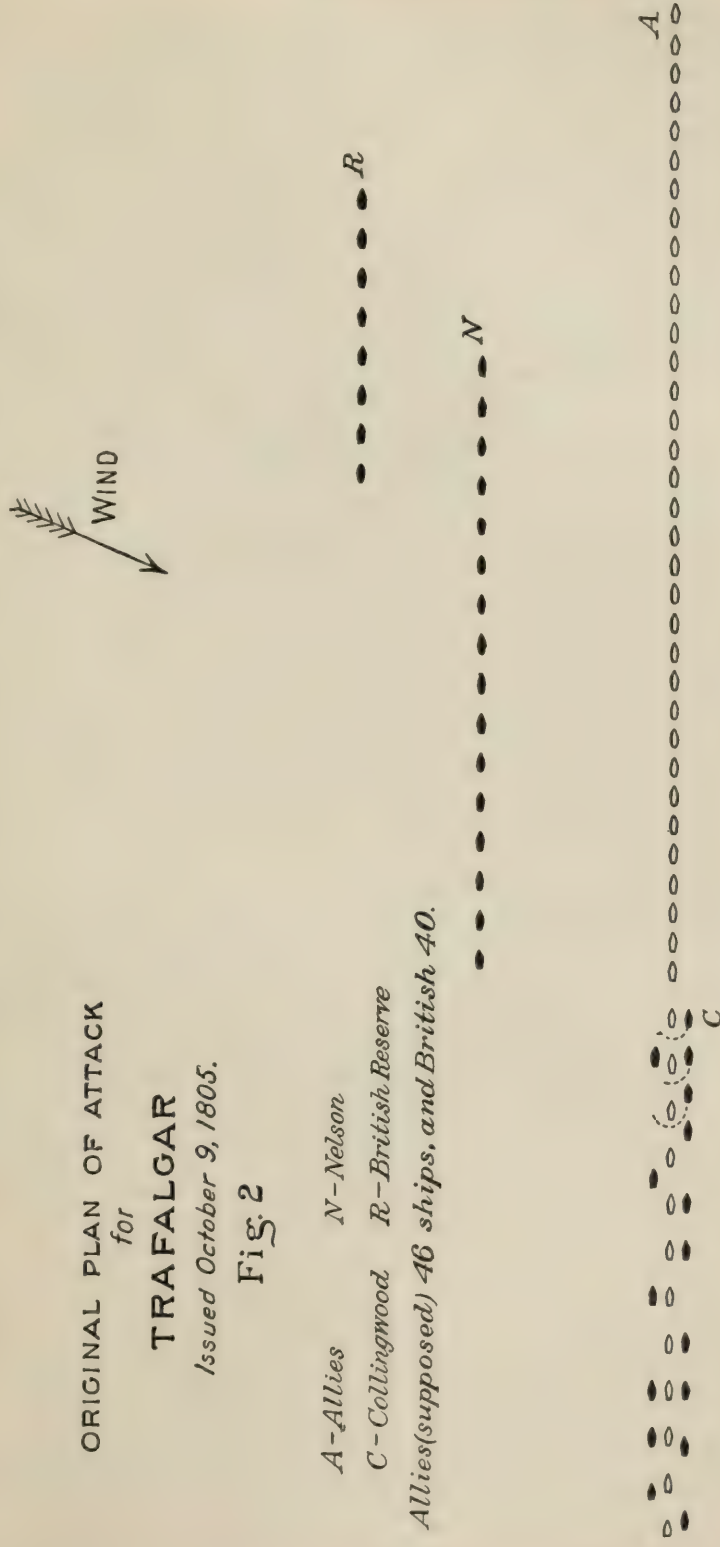 ORIGINAL PLAN OF ATTACK
for
TRAFALGAR
Issued October 9, 1805.
Fig. 2
A-Allies N-Nelson
C-Collingwood R-British Reserve
Allies (supposed) 46 ships, and British 40.
WIND
R
N
A
C